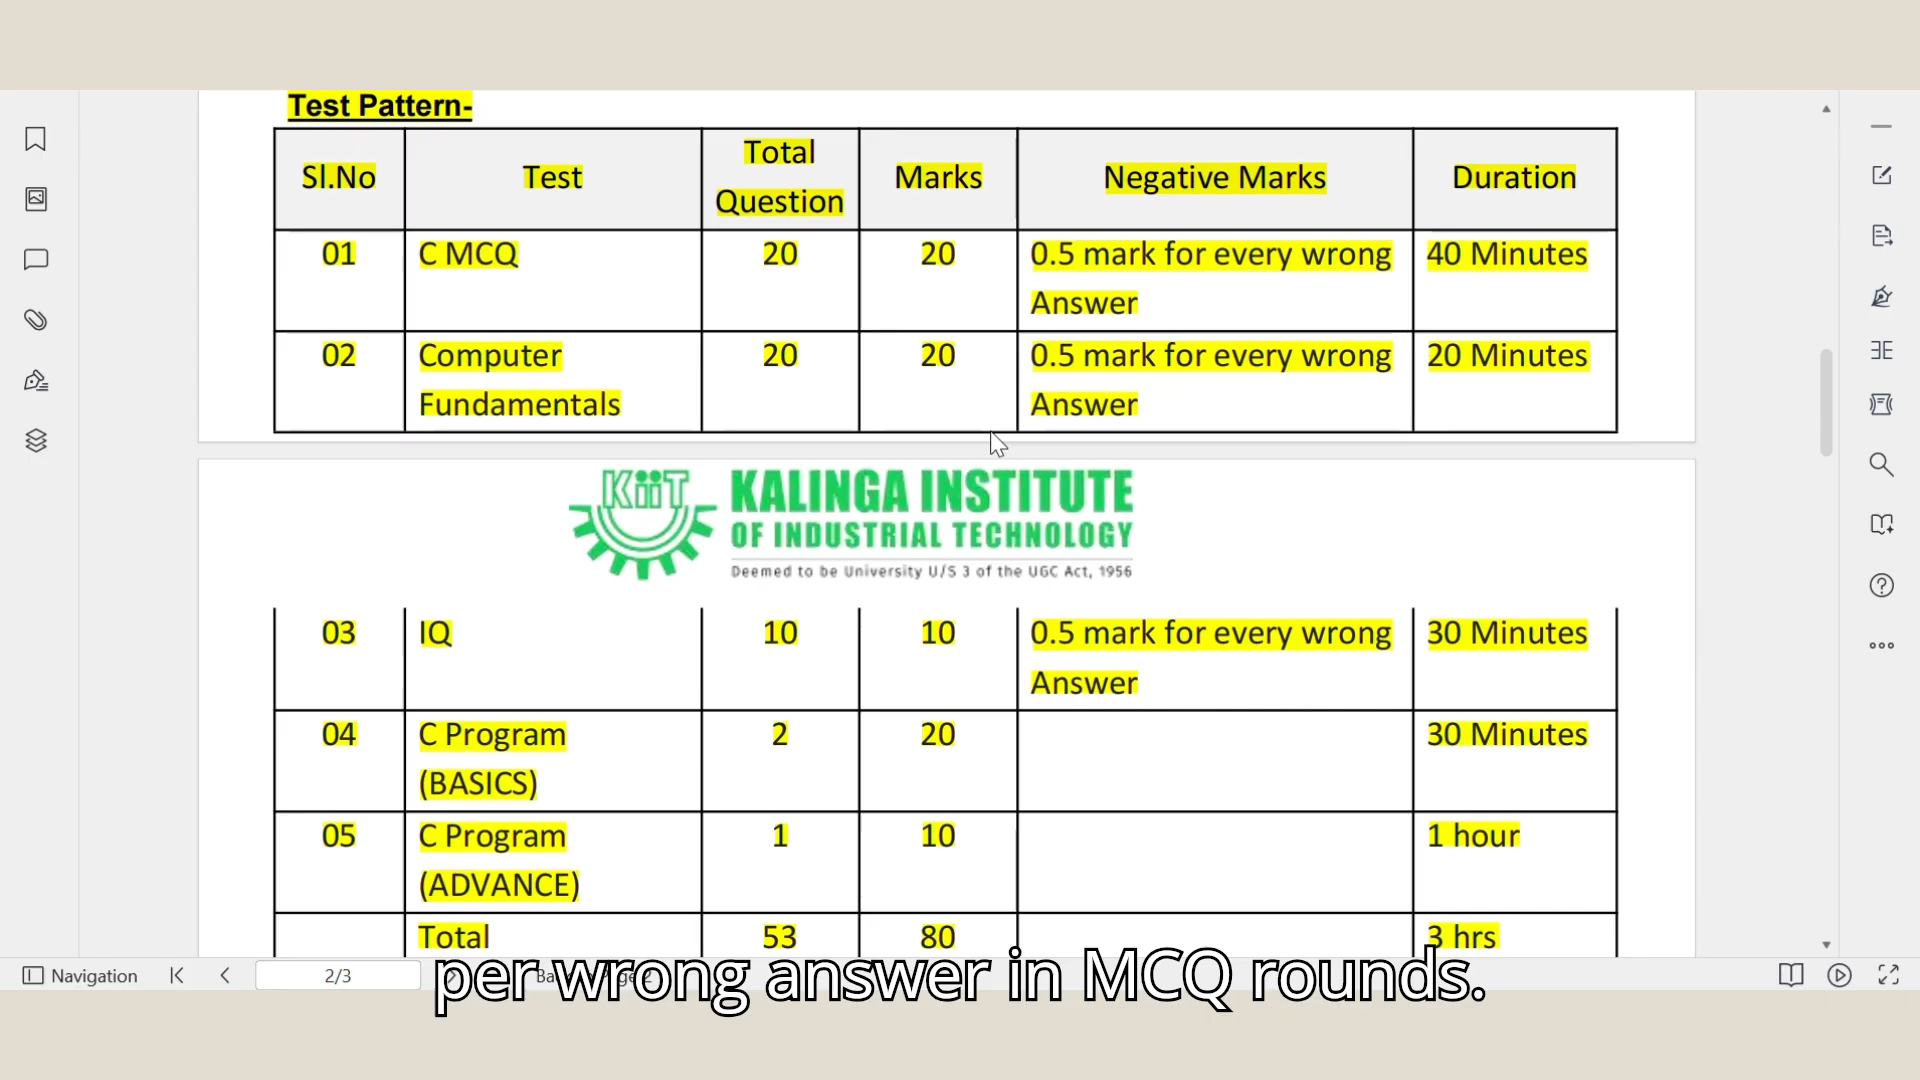 Test Pattern-
Sl.No Test Total Question Marks Negative Marks Duration
01 C MCQ 20 20 0.5 mark for every wrong Answer 40 Minutes
02 Computer Fundamentals 20 20 0.5 mark for every wrong Answer 20 Minutes
KiiT
KALINGA INSTITUTE
OF INDUSTRIAL TECHNOLOGY
Deemed to be University U/S 3 of the UGC Act, 1956
03 IQ 10 10 0.5 mark for every wrong Answer 30 Minutes
04 C Program (BASICS) 2 20 30 Minutes
05 C Program (ADVANCE) 1 10 1 hour
Total 53 80 3 hrs
Navigation 2/3
per wrong answer in MCQ rounds.